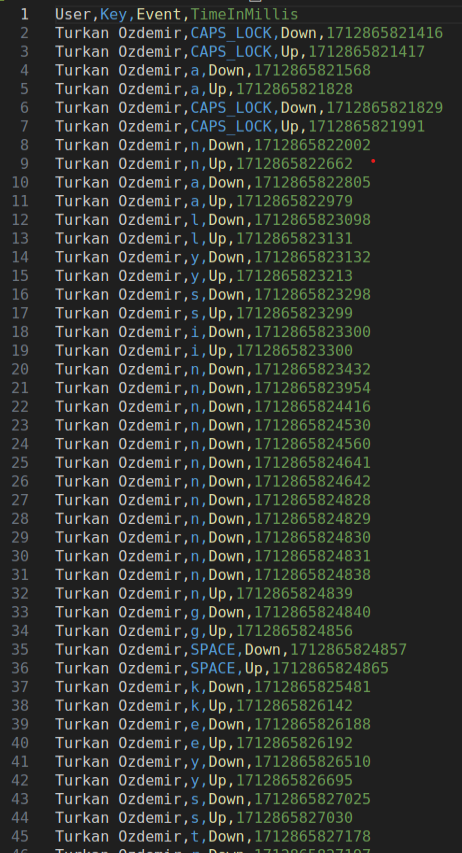 1 User,Key,Event,TimeInMillis
2 Turkan Ozdemir,CAPS_LOCK,Down,1712865821416
3 Turkan Ozdemir,CAPS_LOCK,Up,1712865821417
4 Turkan Ozdemir,a,Down,1712865821568
5 Turkan Ozdemir,a,Up,1712865821828
6 Turkan Ozdemir,CAPS_LOCK,Down,1712865821829
7 Turkan Ozdemir,CAPS_LOCK,Up,1712865821991
8 Turkan Ozdemir,n,Down,1712865822002
9 Turkan Ozdemir,n,Up,1712865822662
10 Turkan Ozdemir,a,Down,1712865822805
11 Turkan Ozdemir,a,Up,1712865822979
12 Turkan Ozdemir,l,Down,1712865823098
13 Turkan Ozdemir,l,Up,1712865823131
14 Turkan Ozdemir,y,Down,1712865823132
15 Turkan Ozdemir,y,Up,1712865823213
16 Turkan Ozdemir,s,Down,1712865823298
17 Turkan Ozdemir,s,Up,1712865823299
18 Turkan Ozdemir,i,Down,1712865823300
19 Turkan Ozdemir,i,Up,1712865823300
20 Turkan Ozdemir,n,Down,1712865823432
21 Turkan Ozdemir,n,Down,1712865823954
22 Turkan Ozdemir,n,Down,1712865824416
23 Turkan Ozdemir,n,Down,1712865824530
24 Turkan Ozdemir,n,Down,1712865824560
25 Turkan Ozdemir,n,Down,1712865824641
26 Turkan Ozdemir,n,Down,1712865824642
27 Turkan Ozdemir,n,Down,1712865824828
28 Turkan Ozdemir,n,Down,1712865824829
29 Turkan Ozdemir,n,Down,1712865824830
30 Turkan Ozdemir,n,Down,1712865824831
31 Turkan Ozdemir,n,Down,1712865824838
32 Turkan Ozdemir,n,Up,1712865824839
33 Turkan Ozdemir,g,Down,1712865824840
34 Turkan Ozdemir,g,Up,1712865824856
35 Turkan Ozdemir,SPACE,Down,1712865824857
36 Turkan Ozdemir,SPACE,Up,1712865824865
37 Turkan Ozdemir,k,Down,1712865825481
38 Turkan Ozdemir,k,Up,1712865826142
39 Turkan Ozdemir,e,Down,1712865826188
40 Turkan Ozdemir,e,Up,1712865826192
41 Turkan Ozdemir,y,Down,1712865826510
42 Turkan Ozdemir,y,Up,1712865826695
43 Turkan Ozdemir,s,Down,1712865827025
44 Turkan Ozdemir,s,Up,1712865827030
45 Turkan Ozdemir,t,Down,1712865827178